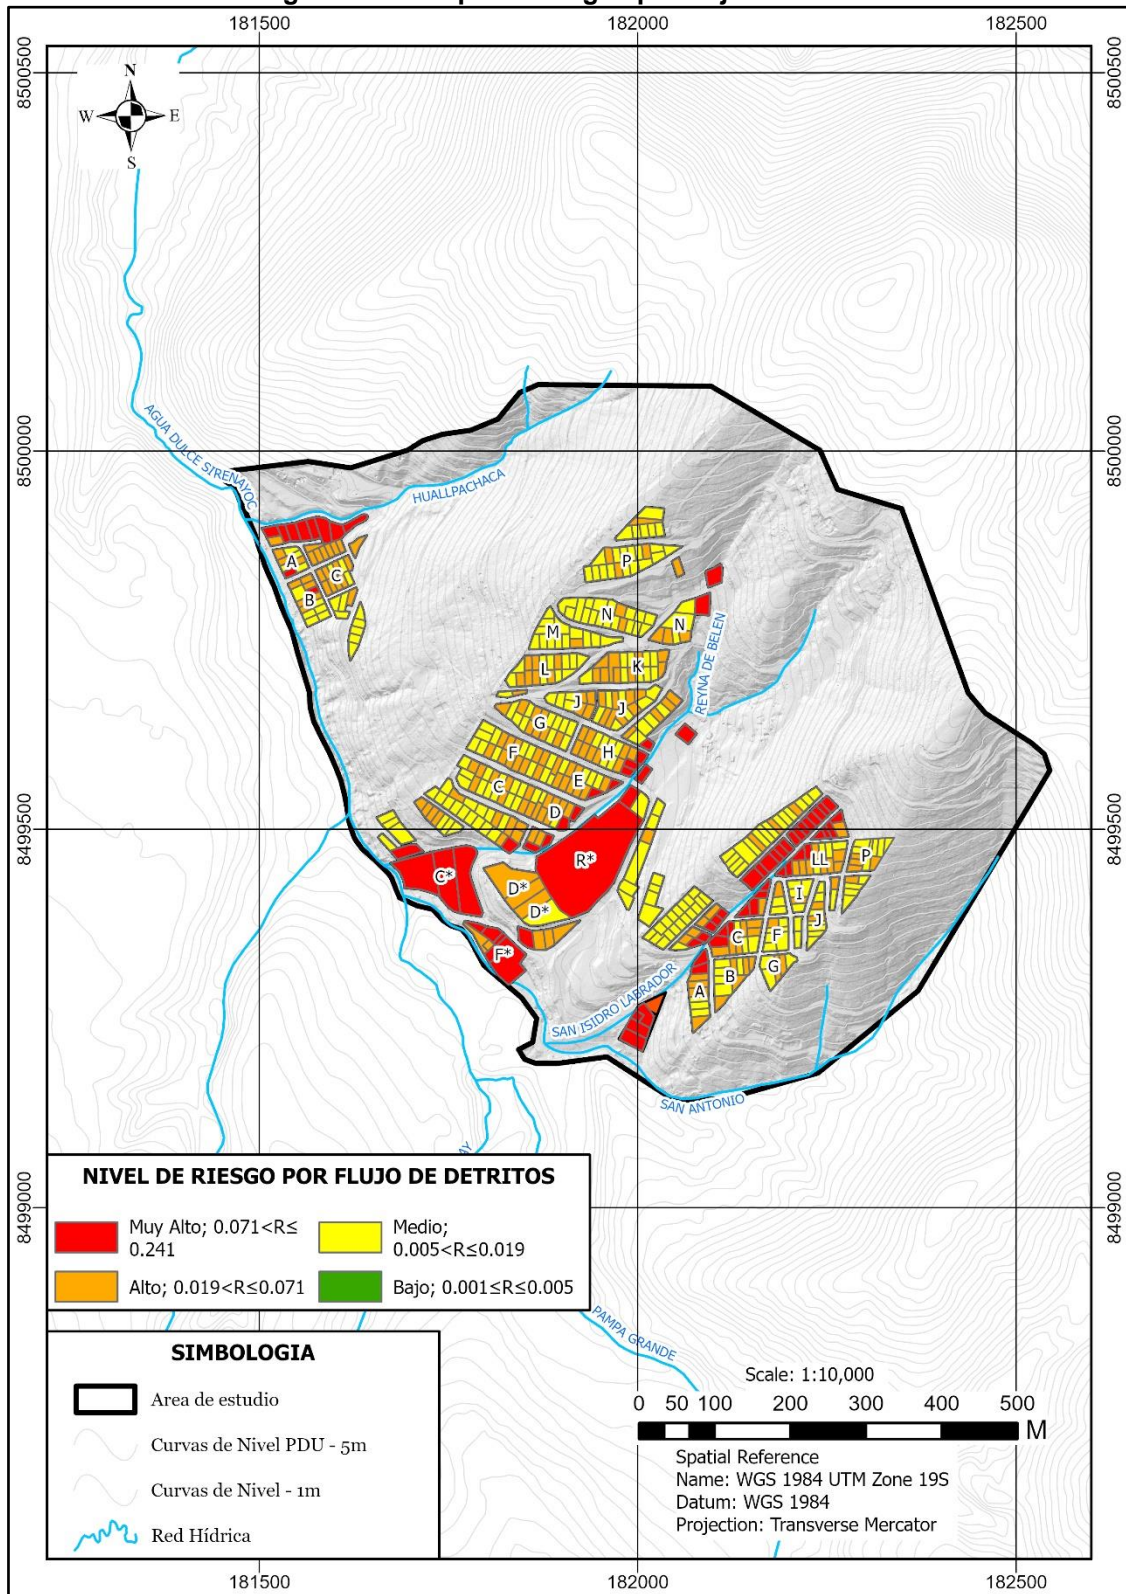 181500 182000 182500
8500500 8500500
N
W E
S
AGUA DULCE SIRENAYOC
8500000 8500000
HUALLPACHACA
A
C
B
P
N
N
M
REYNA DE BELEN
L
K
J
J
G
F
H
C
E
D
8499500 8499500
R*
C*
D*
D*
F*
LL
P
I
J
C
F
B
G
A
SAN ISIDRO LABRADOR
SAN ANTONIO
AY
NIVEL DE RIESGO POR FLUJO DE DETRITOS
Muy Alto; 0.071<R≤
0.241
Medio;
0.005<R≤0.019
Alto; 0.019<R≤0.071
Bajo; 0.001≤R≤0.005
8499000 8499000
PAMPA GRANDE
SIMBOLOGIA
Area de estudio
Curvas de Nivel PDU - 5m
Curvas de Nivel - 1m
Red Hídrica
Scale: 1:10,000
0 50 100 200 300 400 500
M
Spatial Reference
Name: WGS 1984 UTM Zone 19S
Datum: WGS 1984
Projection: Transverse Mercator
181500 182000 182500